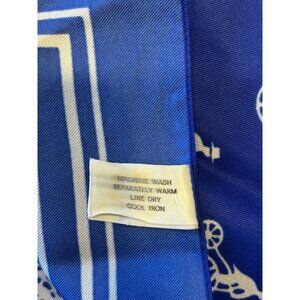 MACHINE WASH
SEPARATELY WARM
LINE DRY
COOL IRON